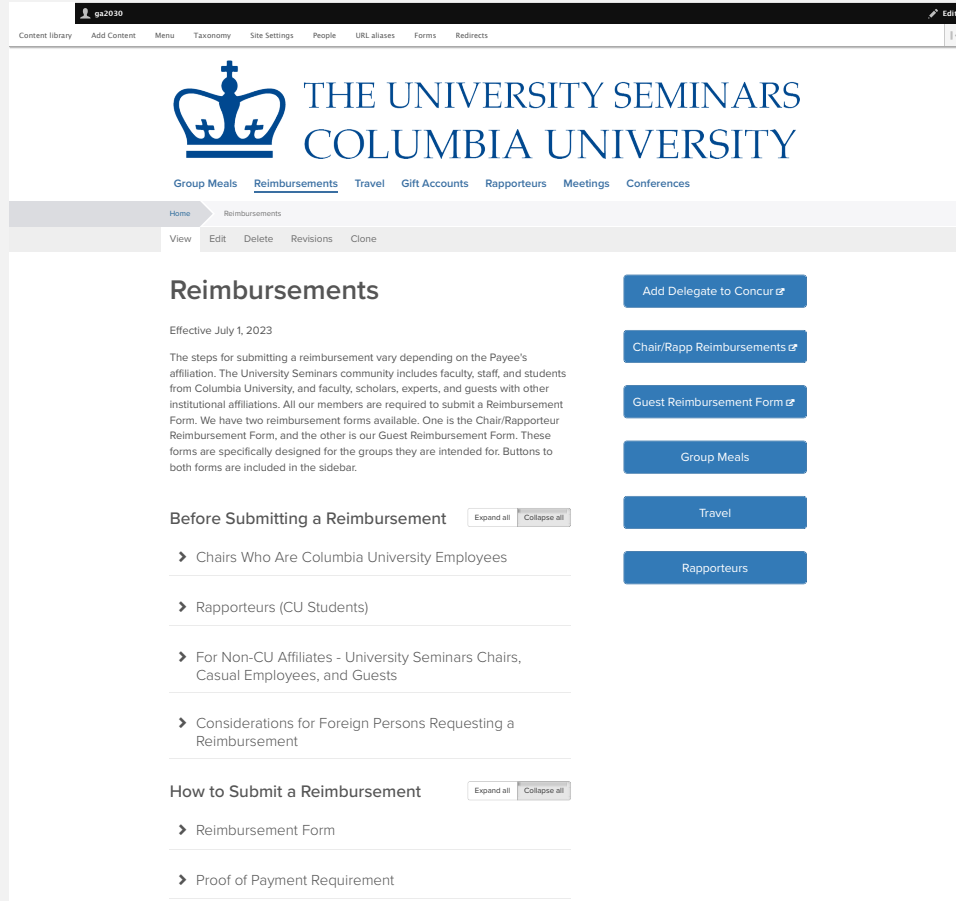 ga2030
Edit
Content library Add Content Menu Taxonomy Site Settings People URL aliases Forms Redirects
THE UNIVERSITY SEMINARS
COLUMBIA UNIVERSITY
Group Meals Reimbursements Travel Gift Accounts Rapporteurs Meetings Conferences
Home Reimbursements
View Edit Delete Revisions Clone
Reimbursements
Effective July 1, 2023
The steps for submitting a reimbursement vary depending on the Payee's
affiliation. The University Seminars community includes faculty, staff, and students
from Columbia University, and faculty, scholars, experts, and guests with other
institutional affiliations. All our members are required to submit a Reimbursement
Form. We have two reimbursement forms available. One is the Chair/Rapporteur
Reimbursement Form, and the other is our Guest Reimbursement Form. These
forms are specifically designed for the groups they are intended for. Buttons to
both forms are included in the sidebar.
Before Submitting a Reimbursement Expand all Collapse all
Chairs Who Are Columbia University Employees
Rapporteurs (CU Students)
For Non-CU Affiliates - University Seminars Chairs,
Casual Employees, and Guests
Considerations for Foreign Persons Requesting a
Reimbursement
How to Submit a Reimbursement Expand all Collapse all
Reimbursement Form
Proof of Payment Requirement
Add Delegate to Concur
Chair/Rapp Reimbursements
Guest Reimbursement Form
Group Meals
Travel
Rapporteurs